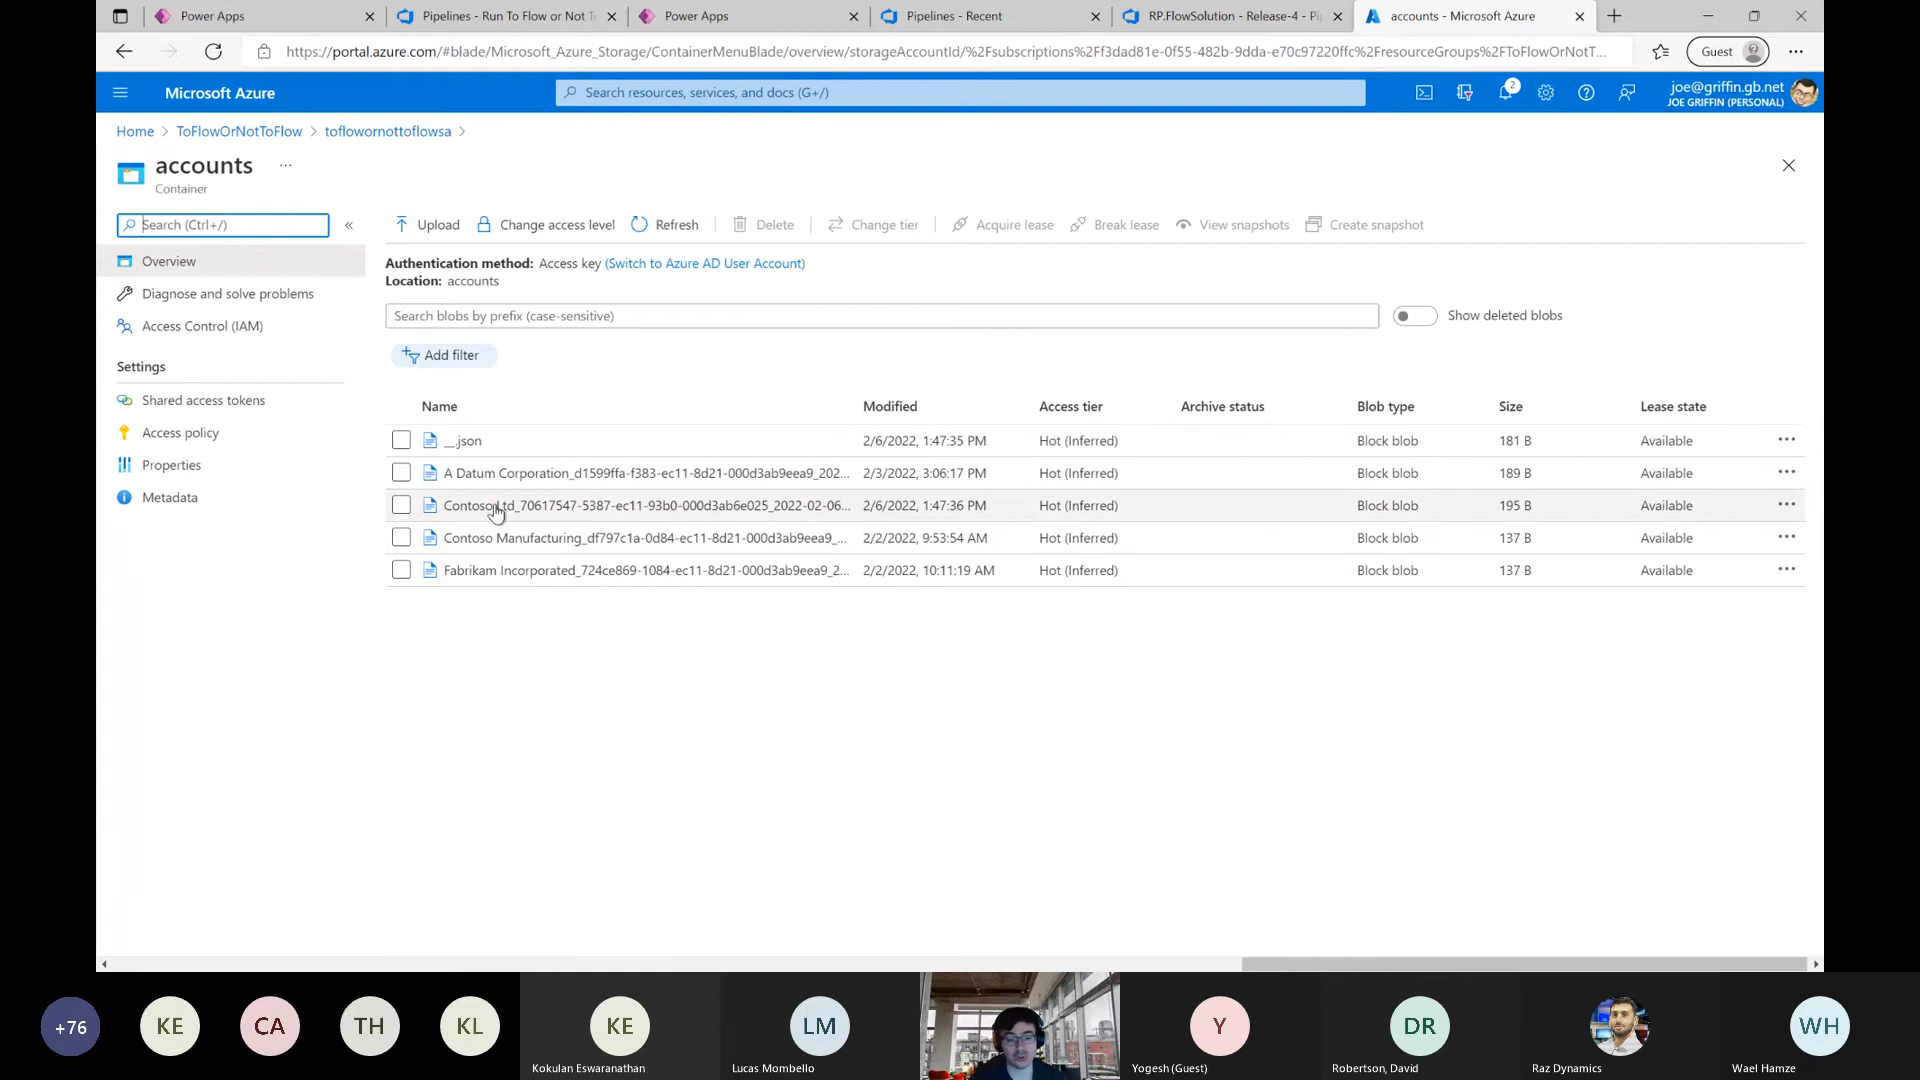 Power Apps
Pipelines - Run To Flow or Not T
Power Apps
Pipelines - Recent
RP.FlowSolution - Release-4 - Pi
accounts - Microsoft Azure
https://portal.azure.com/#blade/Microsoft_Azure_Storage/ContainerMenuBlade/overview/storageAccountId/%2Fsubscriptions%2Ff3dad81e-0f55-482b-9dda-e70c97220ffc%2FresourceGroups%2FToFlowOrNotT...
Guest
Microsoft Azure
Search resources, services, and docs (G+/)
2
joe@griffin.gb.net
JOE GRIFFIN (PERSONAL)
Home > ToFlowOrNotToFlow > toflowornottoflowsa >
accounts ...
Container
Search (Ctrl+/)
«
Upload Change access level Refresh Delete Change tier Acquire lease Break lease View snapshots Create snapshot
Overview
Diagnose and solve problems
Access Control (IAM)
Settings
Shared access tokens
Access policy
Properties
Metadata
Authentication method: Access key (Switch to Azure AD User Account)
Location: accounts
Search blobs by prefix (case-sensitive)
Show deleted blobs
Add filter
Name Modified Access tier Archive status Blob type Size Lease state
__.json 2/6/2022, 1:47:35 PM Hot (Inferred) Block blob 181 B Available ...
A Datum Corporation_d1599ffa-f383-ec11-8d21-000d3ab9eea9_202... 2/3/2022, 3:06:17 PM Hot (Inferred) Block blob 189 B Available ...
Contoso Ltd_70617547-5387-ec11-93b0-000d3ab6e025_2022-02-06... 2/6/2022, 1:47:36 PM Hot (Inferred) Block blob 195 B Available ...
Contoso Manufacturing_df797c1a-0d84-ec11-8d21-000d3ab9eea9_... 2/2/2022, 9:53:54 AM Hot (Inferred) Block blob 137 B Available ...
Fabrikam Incorporated_724ce869-1084-ec11-8d21-000d3ab9eea9_2... 2/2/2022, 10:11:19 AM Hot (Inferred) Block blob 137 B Available ...
+76
KE
CA
TH
KL
KE
Kokulan Eswaranathan
LM
Lucas Mombello
Y
Yogesh (Guest)
DR
Robertson, David
Raz Dynamics
WH
Wael Hamze